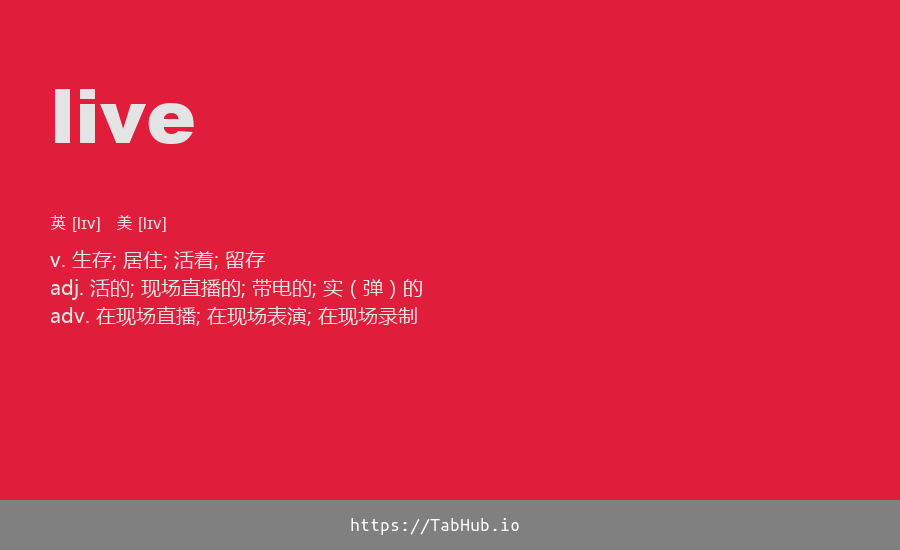 live
英 [lɪv]   美 [lɪv]
v. 生存; 居住; 活着; 留存
adj. 活的; 现场直播的; 带电的; 实（弹）的
adv. 在现场直播; 在现场表演; 在现场录制
https://TabHub.io